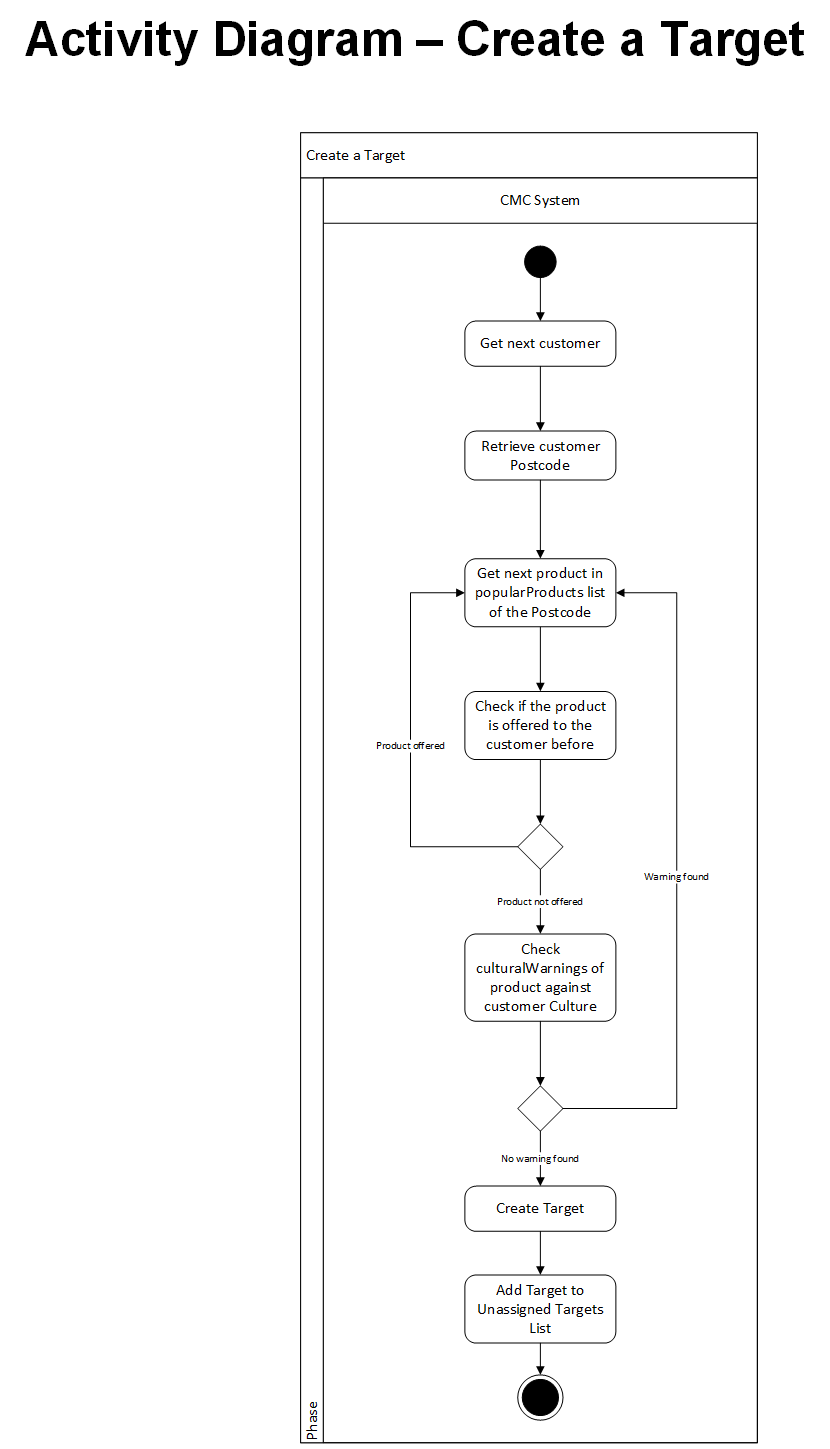 Activity Diagram – Create a Target
Create a Target
CMC System
Get next customer
Retrieve customer
Postcode
Get next product in
popularProducts list
of the Postcode
Check if the product
is offered to the
customer before
Product offered
Warning found
Product not offered
Check
culturalWarnings of
product against
customer Culture
No warning found
Create Target
Add Target to
Unassigned Targets
List
Phase